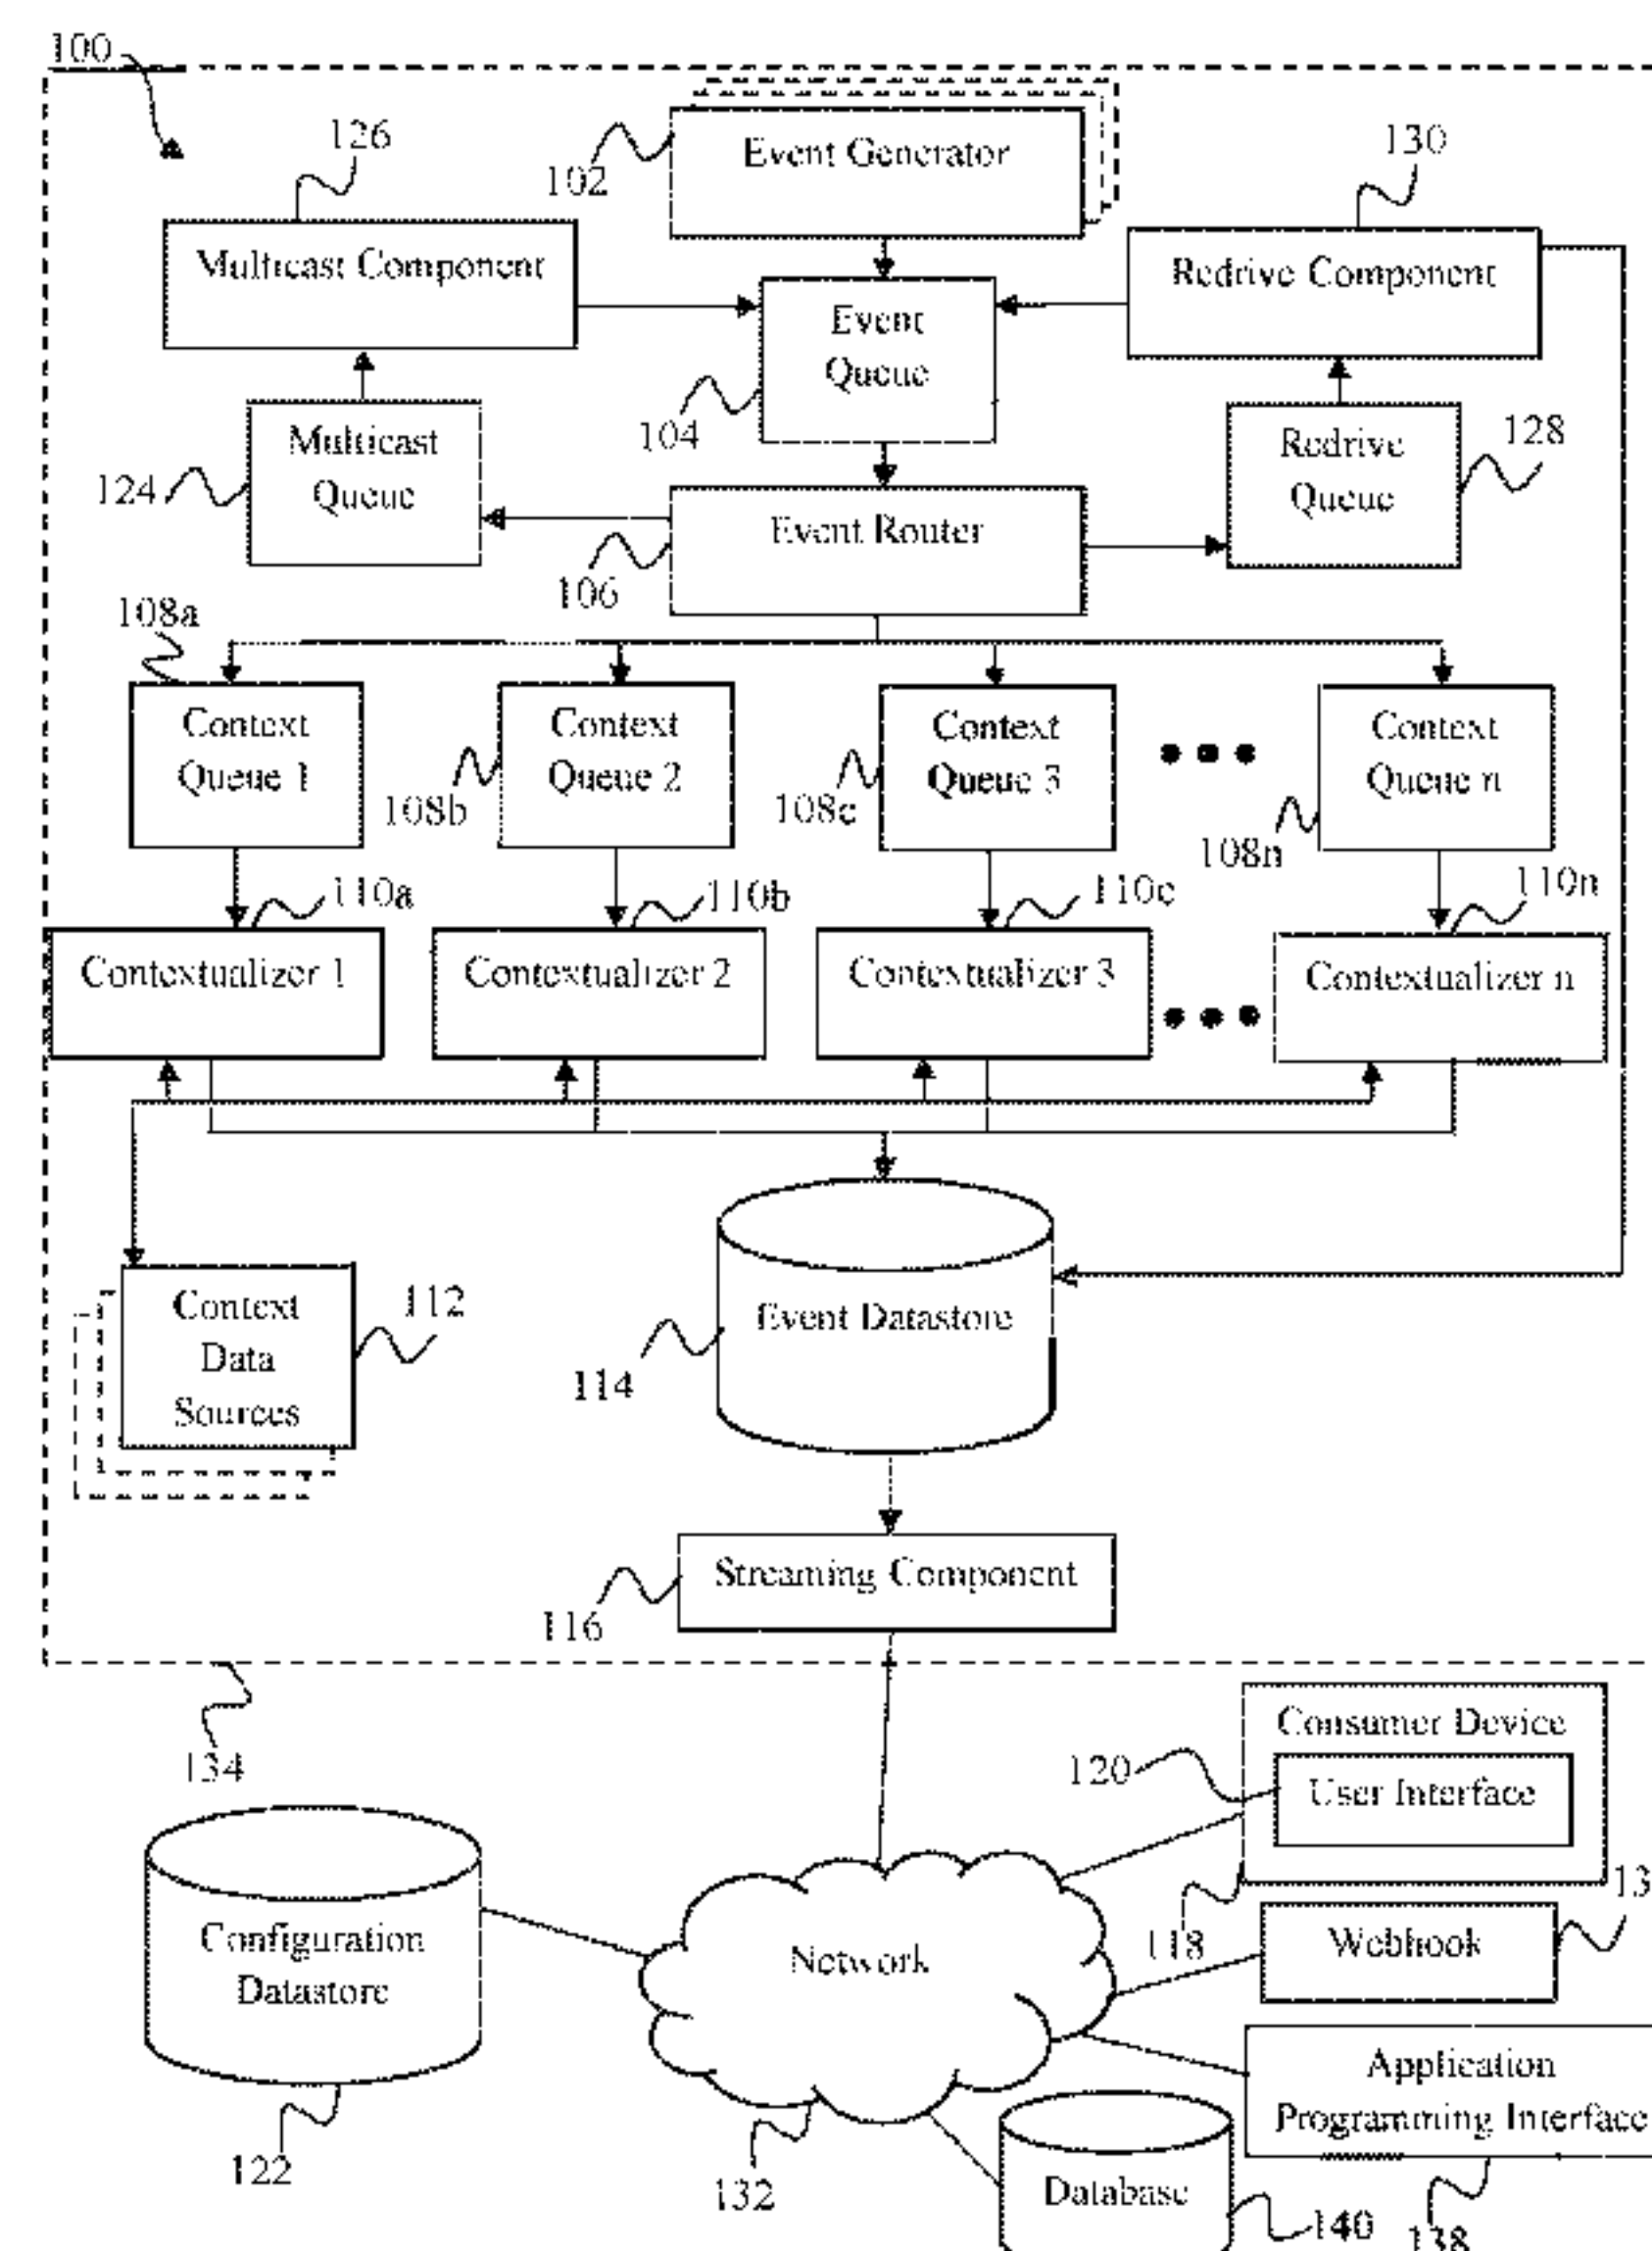 100
126
102
Event Generator
130
Multicast Component
Redrive Component
Event
Queue
104
Multicast
Queue
124
Redrive
Queue
128
Event Router
106
108a
Context
Queue 1
Context
Queue 2
108b
Context
Queue 3
108c
Context
Queue n
108n
110a
110b
110c
110n
Contextualizer 1
Contextualizer 2
Contextualizer 3
Contextualizer n
Context
Data
Sources
112
Event Datastore
114
Streaming Component
116
134
Consumer Device
120
User Interface
118
13
Webhook
Configuration
Datastore
Network
Application
Programming Interface
122
132
Database
140
138